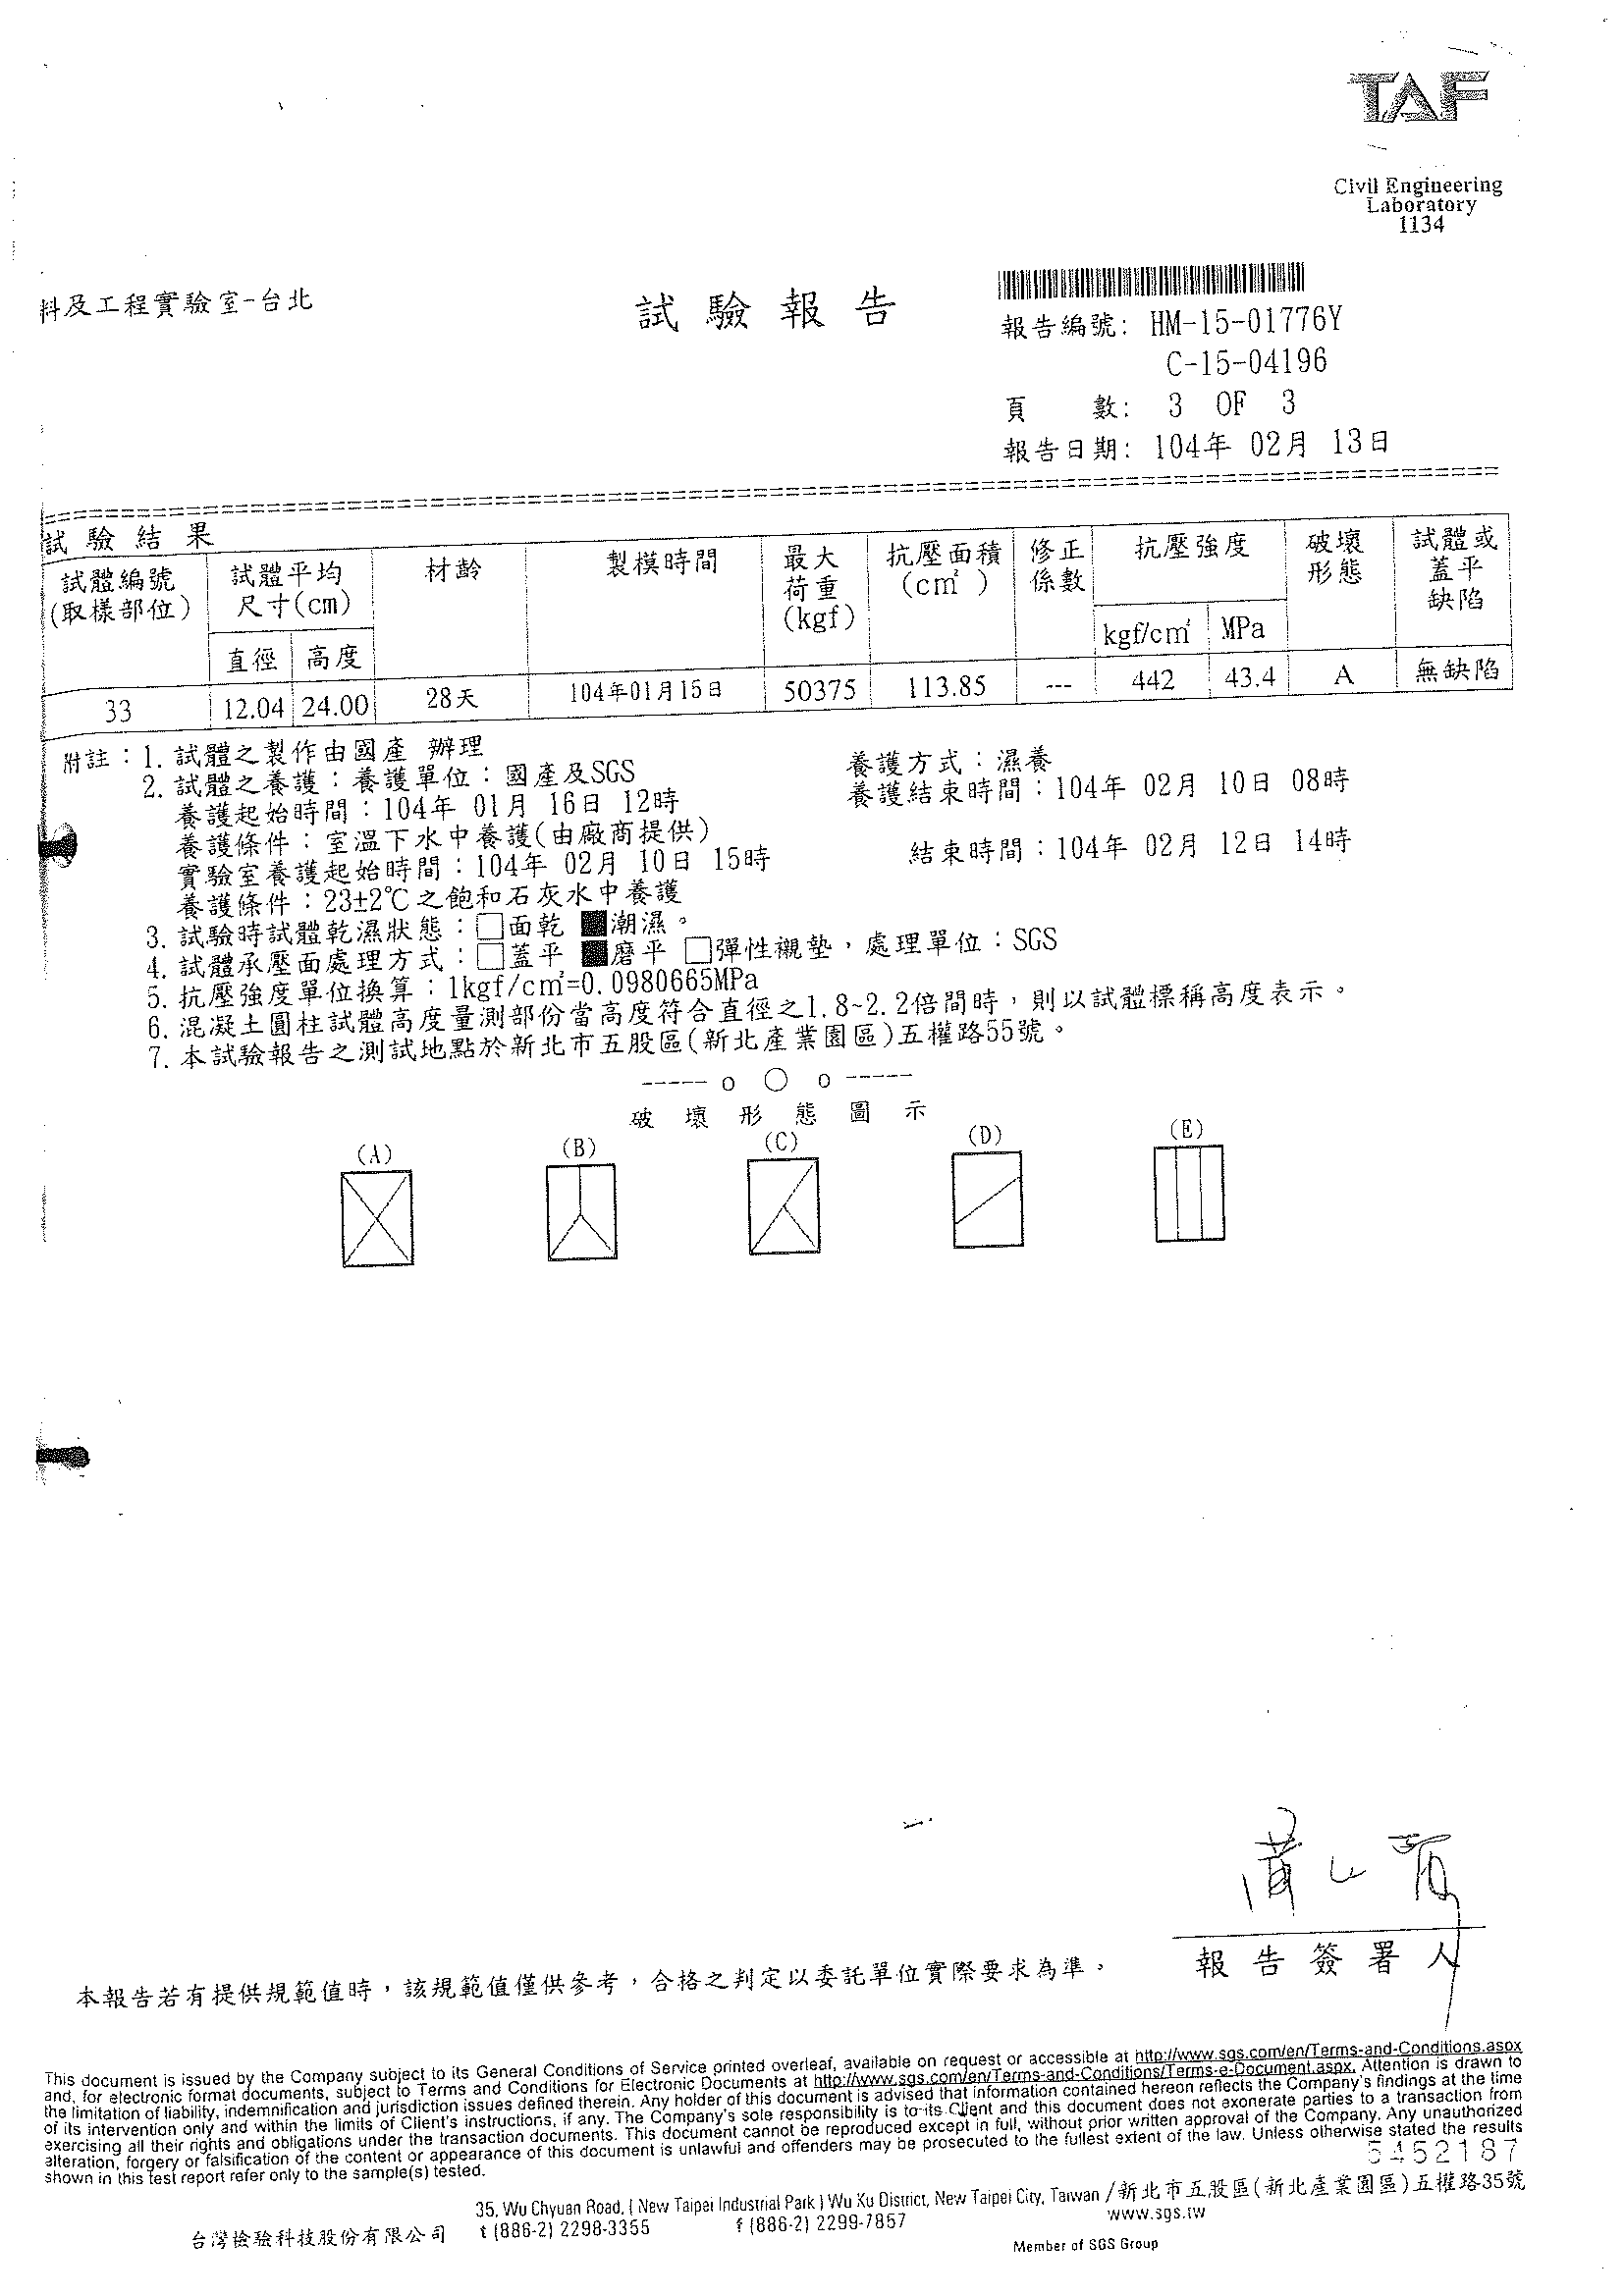 TAF
Civil Engineering
Laboratory
1134
料及工程實驗室-台北
試驗報告
報告編號: HM-15-01776Y
C-15-04196
頁 數: 3 OF 3
報告日期: 104年 02月 13日
試驗結果
試體編號 (取樣部位) 試體平均 尺寸(cm) 材齡 製模時間 最大 荷重 (kgf) 抗壓面積 (c㎡) 修正 係數 抗壓強度 破壞 形態 試體或 蓋平 缺陷
直徑 高度 kgf/c㎡ MPa
33 12.04 24.00 28天 104年01月15日 50375 113.85 --- 442 43.4 A 無缺陷
附註：1. 試體之製作由國產 辦理
2. 試體之養護：養護單位：國產及SGS 養護方式：濕養
養護起始時間：104年 01月 16日 12時 養護結束時間：104年 02月 10日 08時
養護條件：室溫下水中養護(由廠商提供)
實驗室養護起始時間：104年 02月 10日 15時 結束時間：104年 02月 12日 14時
養護條件：23±2℃之飽和石灰水中養護
3. 試驗時試體乾濕狀態：□面乾 ■潮濕。
4. 試體承壓面處理方式：□蓋平 ■磨平 □彈性襯墊，處理單位：SGS
5. 抗壓強度單位換算：1kgf/c㎡=0.0980665MPa
6. 混凝土圓柱試體高度量測部份當高度符合直徑之1.8~2.2倍間時，則以試體標稱高度表示。
7. 本試驗報告之測試地點於新北市五股區(新北產業園區)五權路55號。
-----o ○ o-----
破壞形態圖示
(A) (B) (C) (D) (E)
報告簽署人
本報告若有提供規範值時，該規範值僅供參考，合格之判定以委託單位實際要求為準。
This document is issued by the Company subject to its General Conditions of Service printed overleaf, available on request or accessible at http://www.sgs.com/en/Terms-and-Conditions.aspx
and, for electronic format documents, subject to Terms and Conditions for Electronic Documents at http://www.sgs.com/en/Terms-and-Conditions/Terms-e-Document.aspx. Attention is drawn to
the limitation of liability, indemnification and jurisdiction issues defined therein. Any holder of this document is advised that information contained hereon reflects the Company's findings at the time
of its intervention only and within the limits of Client's instructions, if any. The Company's sole responsibility is to its Client and this document does not exonerate parties to a transaction from
exercising all their rights and obligations under the transaction documents. This document cannot be reproduced except in full, without prior written approval of the Company. Any unauthorized
alteration, forgery or falsification of the content or appearance of this document is unlawful and offenders may be prosecuted to the fullest extent of the law. Unless otherwise stated the results
shown in this test report refer only to the sample(s) tested.
5452187
35, Wu Chyuan Road, (New Taipei Industrial Park) Wu Ku District, New Taipei City, Taiwan /新北市五股區(新北產業園區)五權路35號
台灣檢驗科技股份有限公司 t (886-2) 2298-3355 f (886-2) 2299-7857 www.sgs.tw
Member of SGS Group